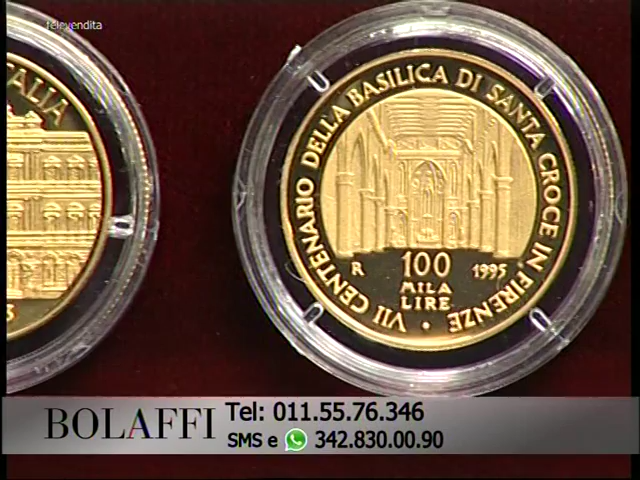 televendita
ALIA
VII CENTENARIO DELLA BASILICA DI SANTA CROCE IN FIRENZE
R 100 1995
MILA
LIRE
BOLAFFI
Tel: 011.55.76.346
SMS e 342.830.00.90